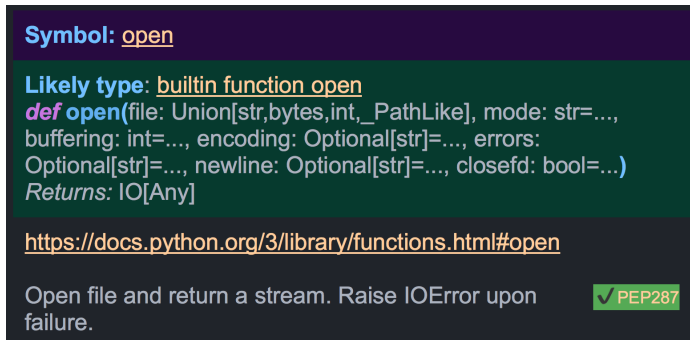 Symbol: open
Likely type: builtin function open
def open(file: Union[str,bytes,int,_PathLike], mode: str=...,
buffering: int=..., encoding: Optional[str]=..., errors:
Optional[str]=..., newline: Optional[str]=..., closefd: bool=...)
Returns: IO[Any]
https://docs.python.org/3/library/functions.html#open
Open file and return a stream. Raise IOError upon
failure.
✓PEP287